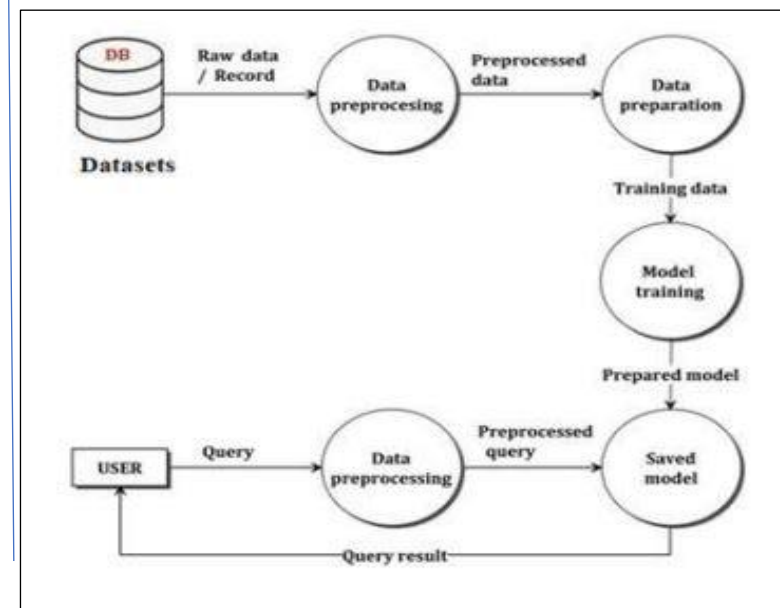 DB
Datasets
Raw data
/ Record
Data
preprocesing
Preprocessed
data
Data
preparation
Training data
Model
training
Prepared model
USER
Query
Data
preprocessing
Preprocessed
query
Saved
model
Query result